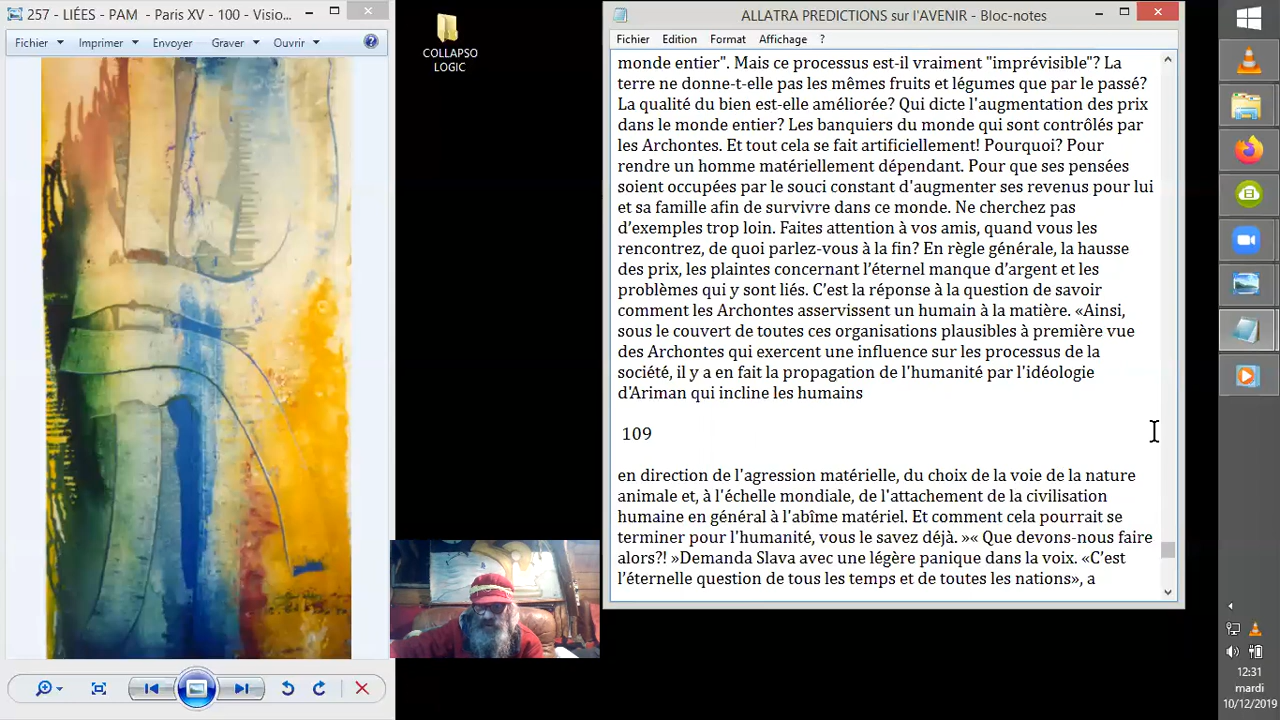 257 - LIÉES - PAM - Paris XV - 100 - Visio...
Fichier Imprimer Envoyer Graver Ouvrir
COLLAPSO
LOGIC
ALLATRA PREDICTIONS sur l'AVENIR - Bloc-notes
Fichier Edition Format Affichage ?
monde entier". Mais ce processus est-il vraiment "imprévisible"? La
terre ne donne-t-elle pas les mêmes fruits et légumes que par le passé?
La qualité du bien est-elle améliorée? Qui dicte l'augmentation des prix
dans le monde entier? Les banquiers du monde qui sont contrôlés par
les Archontes. Et tout cela se fait artificiellement! Pourquoi? Pour
rendre un homme matériellement dépendant. Pour que ses pensées
soient occupées par le souci constant d'augmenter ses revenus pour lui
et sa famille afin de survivre dans ce monde. Ne cherchez pas
d’exemples trop loin. Faites attention à vos amis, quand vous les
rencontrez, de quoi parlez-vous à la fin? En règle générale, la hausse
des prix, les plaintes concernant l’éternel manque d’argent et les
problèmes qui y sont liés. C’est la réponse à la question de savoir
comment les Archontes asservissent un humain à la matière. «Ainsi,
sous le couvert de toutes ces organisations plausibles à première vue
des Archontes qui exercent une influence sur les processus de la
société, il y a en fait la propagation de l'humanité par l’idéologie
d’Ariman qui incline les humains
109
en direction de l'agression matérielle, du choix de la voie de la nature
animale et, à l'échelle mondiale, de l'attachement de la civilisation
humaine en général à l'abîme matériel. Et comment cela pourrait se
terminer pour l'humanité, vous le savez déjà. »« Que devons-nous faire
alors?! »Demanda Slava avec une légère panique dans la voix. «C’est
l’éternelle question de tous les temps et de toutes les nations», a
12:31
mardi
10/12/2019